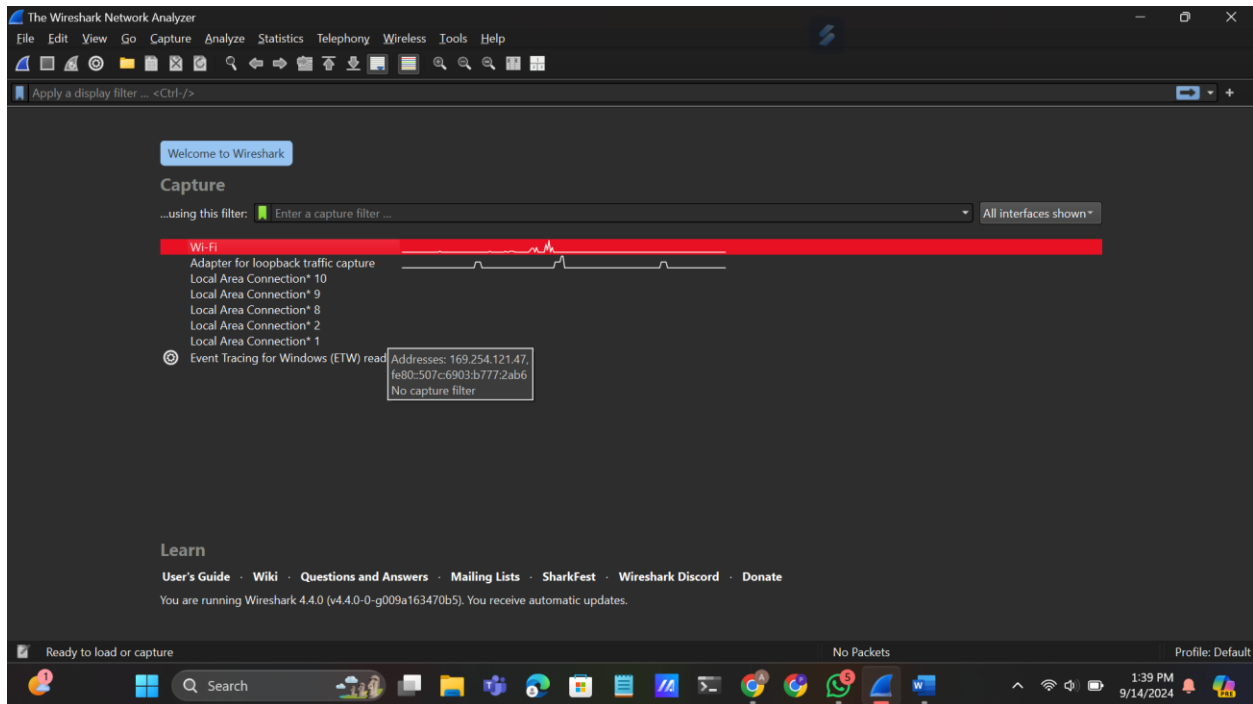 The Wireshark Network Analyzer
File Edit View Go Capture Analyze Statistics Telephony Wireless Tools Help
Apply a display filter ... <Ctrl-/>
Welcome to Wireshark
Capture
...using this filter: Enter a capture filter ... All interfaces shown
Wi-Fi
Adapter for loopback traffic capture
Local Area Connection* 10
Local Area Connection* 9
Local Area Connection* 8
Local Area Connection* 2
Local Area Connection* 1
Event Tracing for Windows (ETW) read
Addresses: 169.254.121.47,
fe80::507c:6903:b777:2ab6
No capture filter
Learn
User's Guide · Wiki · Questions and Answers · Mailing Lists · SharkFest · Wireshark Discord · Donate
You are running Wireshark 4.4.0 (v4.4.0-0-g009a163470b5). You receive automatic updates.
Ready to load or capture No Packets Profile: Default
1 Search A 5 W 1:39 PM
9/14/2024 PRE